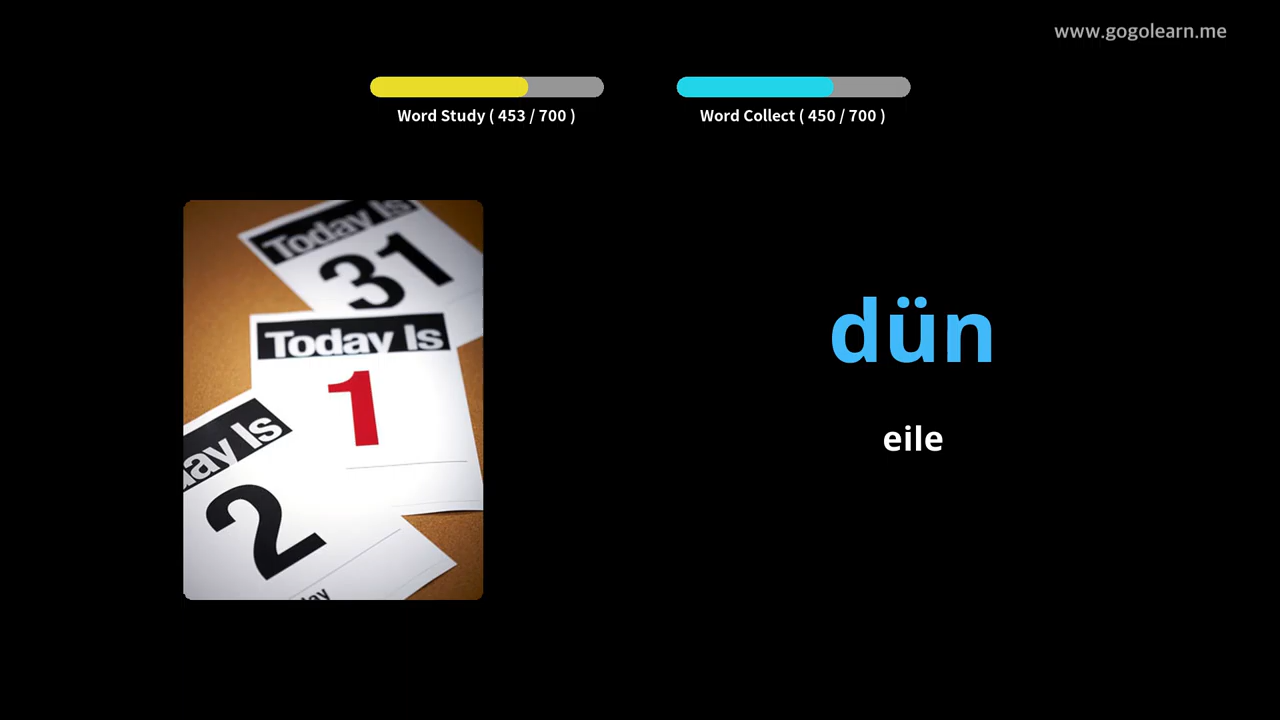 www.gogolearn.me
Word Study ( 453 / 700 )
Word Collect ( 450 / 700 )
Today Is
31
Today Is
1
day Is
2
dün
eile